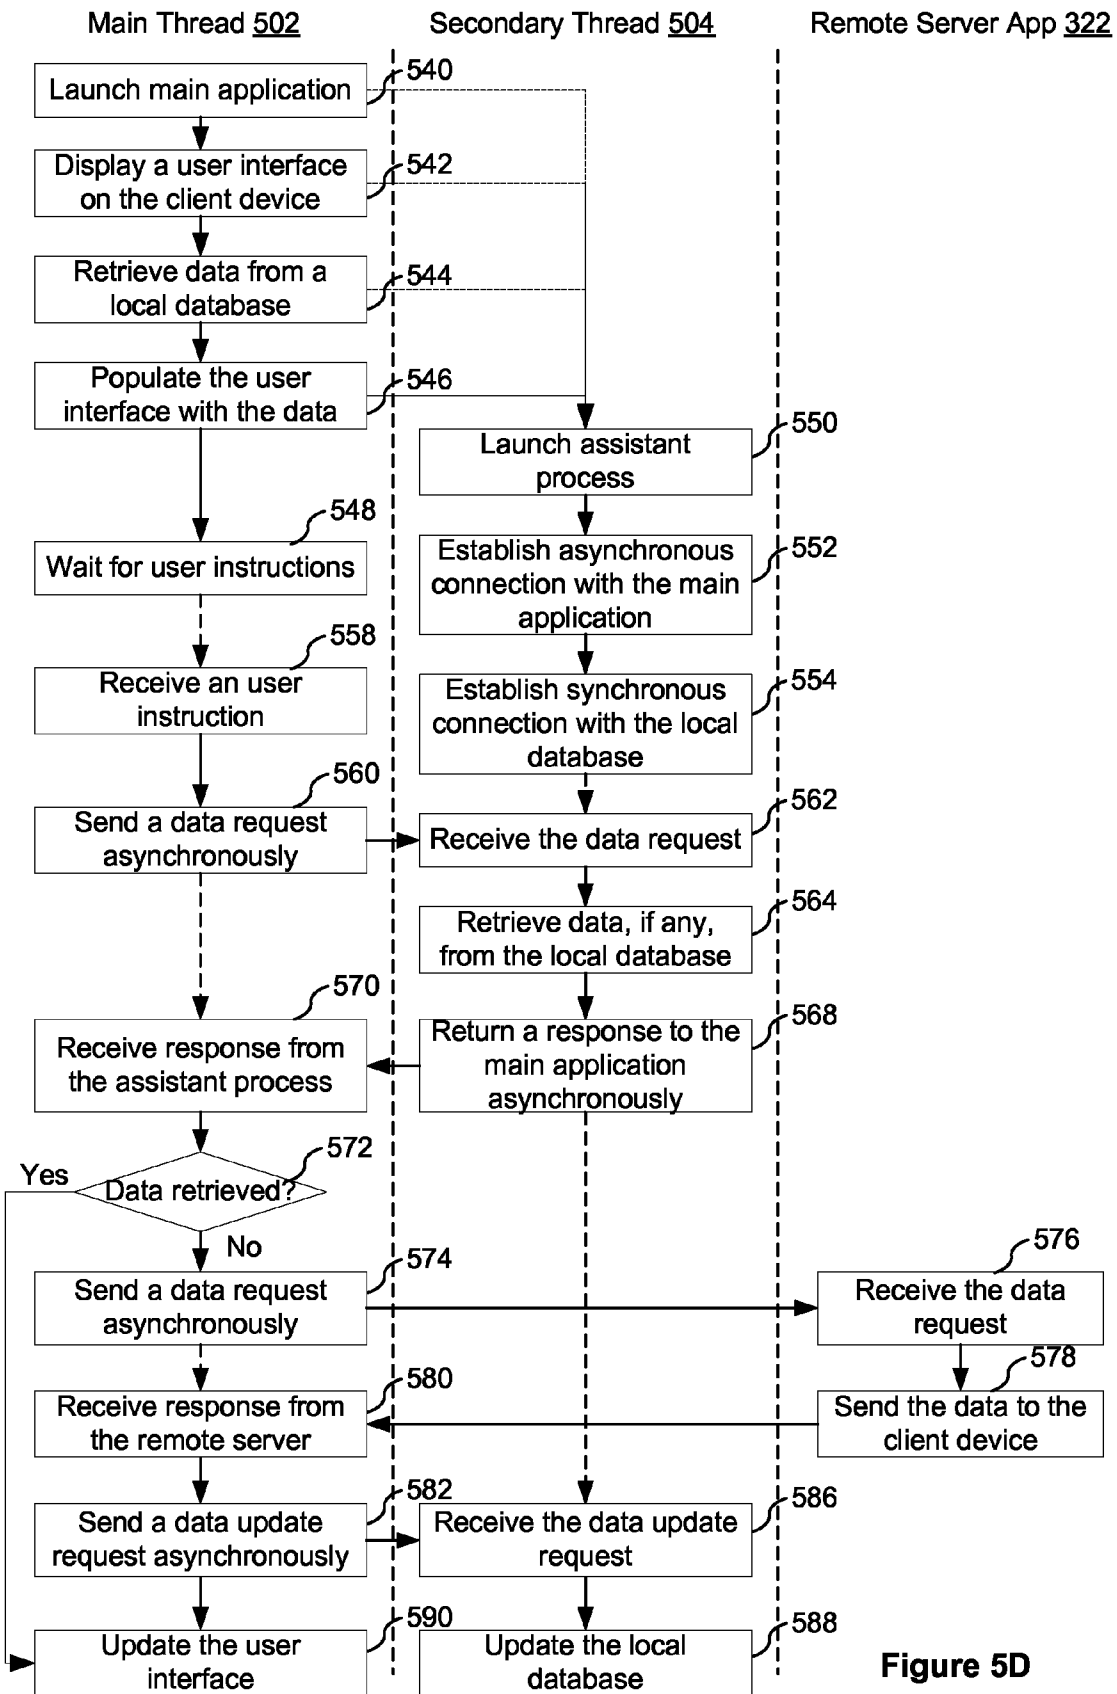 Main Thread 502
Secondary Thread 504
Remote Server App 322
540
Launch main application
542
Display a user interface
on the client device
544
Retrieve data from a
local database
546
Populate the user
interface with the data
550
Launch assistant
process
548
Wait for user instructions
552
Establish asynchronous
connection with the main
application
558
Receive an user
instruction
554
Establish synchronous
connection with the local
database
560
Send a data request
asynchronously
562
Receive the data request
564
Retrieve data, if any,
from the local database
570
Receive response from
the assistant process
568
Return a response to the
main application
asynchronously
572
Yes
Data retrieved?
No
574
Send a data request
asynchronously
576
Receive the data
request
578
Send the data to the
client device
580
Receive response from
the remote server
582
Send a data update
request asynchronously
586
Receive the data update
request
590
Update the user
interface
588
Update the local
database
Figure 5D